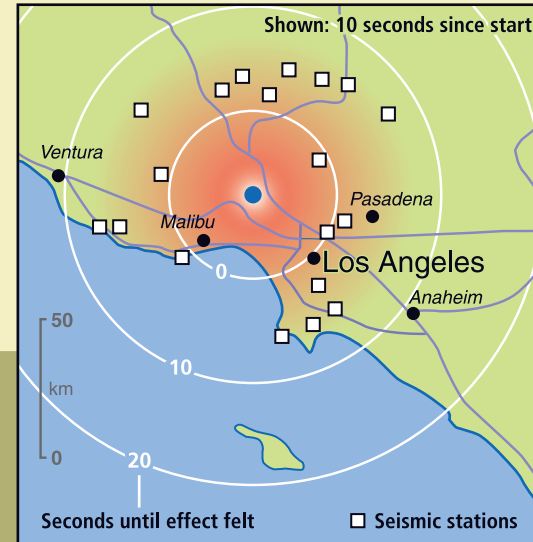 Shown: 10 seconds since start
Ventura
Pasadena
Malibu
Los Angeles
0
Anaheim
50
10
km
0
20
Seconds until effect felt
Seismic stations